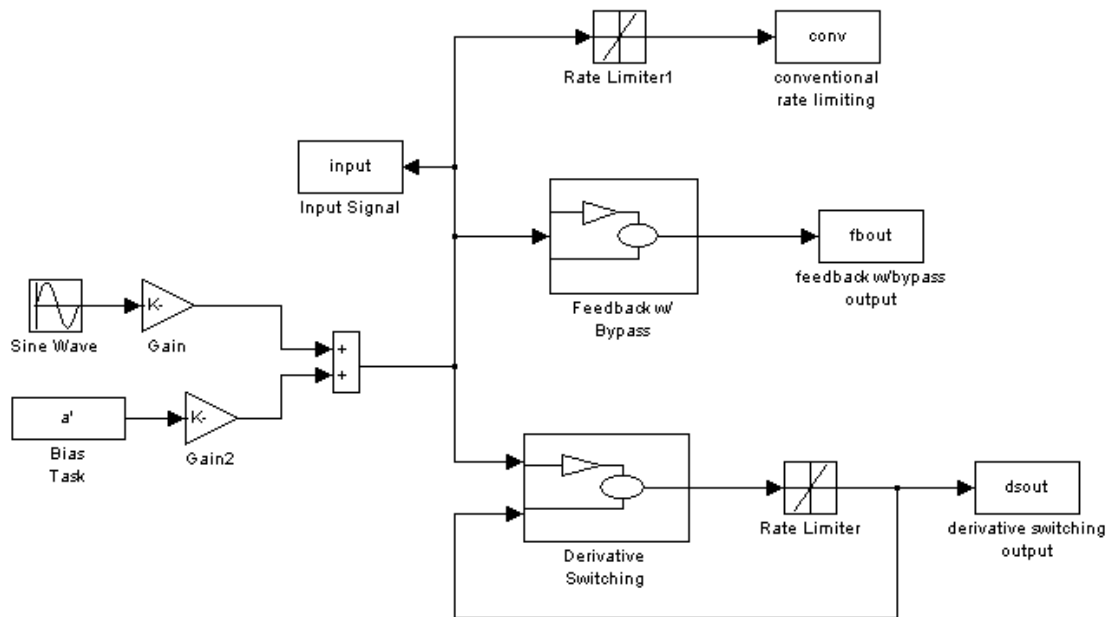 conv
Rate Limiter1
conventional
rate limiting
input
Input Signal
fbout
feedback w/bypass
output
Feedback w/
Bypass
K-
Sine Wave
Gain
+
+
a'
K-
Bias
Task
Gain2
dsout
Rate Limiter
derivative switching
output
Derivative
Switching